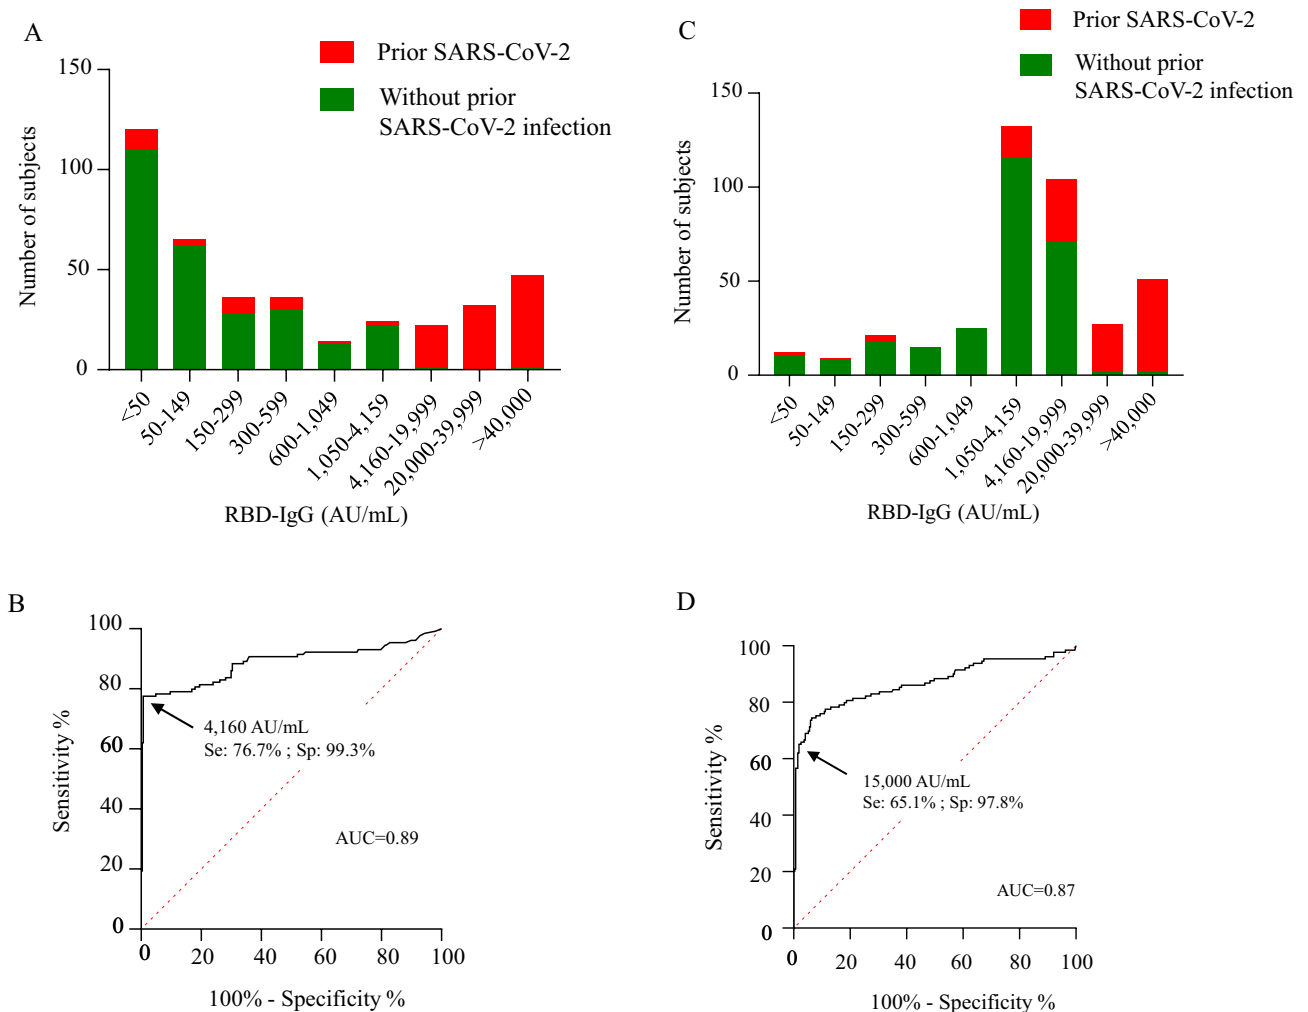 A
Prior SARS-CoV-2
Without prior
SARS-CoV-2 infection
Number of subjects
150
100
50
0
<50
50-149
150-299
300-599
600-1,049
1,050-4,159
4,160-19,999
20,000-39,999
>40,000
RBD-IgG (AU/mL)
C
Prior SARS-CoV-2
Without prior
SARS-CoV-2 infection
Number of subjects
150
100
50
0
<50
50-149
150-299
300-599
600-1,049
1,050-4,159
4,160-19,999
20,000-39,999
>40,000
RBD-IgG (AU/mL)
B
Sensitivity %
100
80
60
40
20
0
4,160 AU/mL
Se: 76.7% ; Sp: 99.3%
AUC=0.89
0 20 40 60 80 100
100% - Specificity %
D
Sensitivity %
100
80
60
40
20
0
15,000 AU/mL
Se: 65.1% ; Sp: 97.8%
AUC=0.87
0 20 40 60 80 100
100% - Specificity %